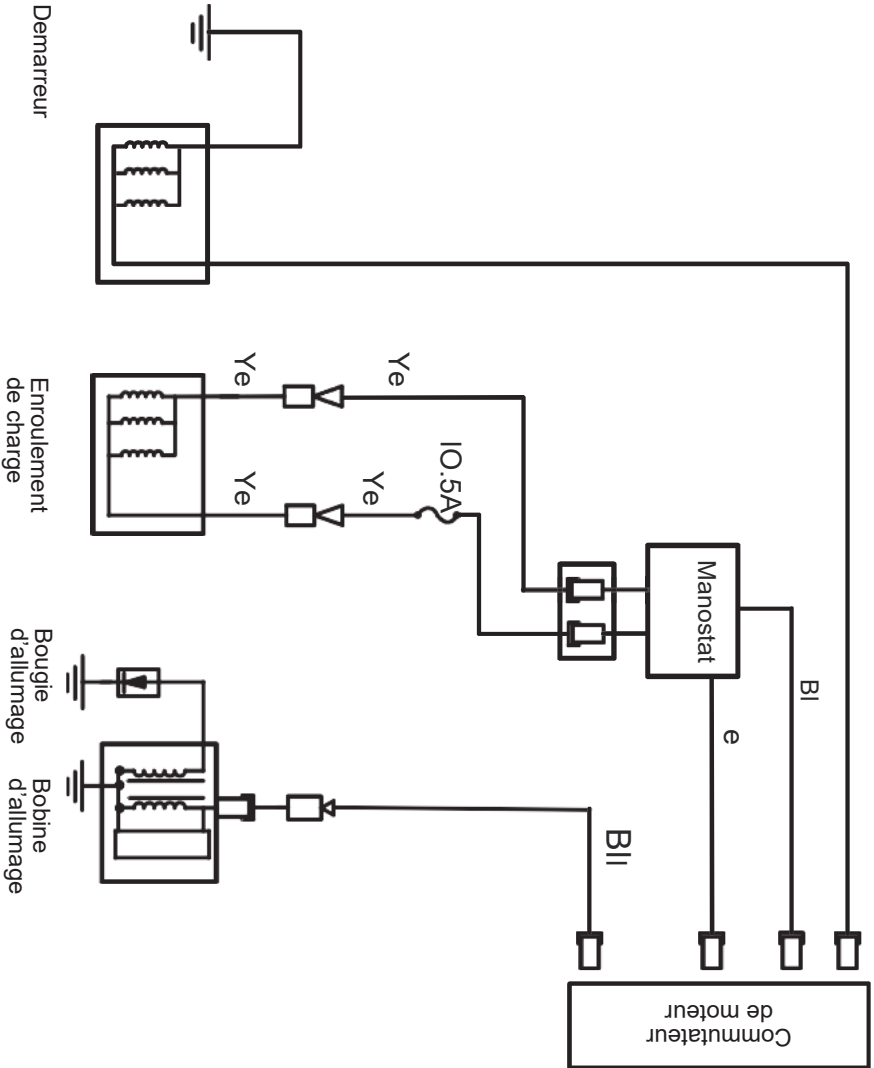 Demarreur
Ye
Ye
Ye
Ye
IO.5A
Enroulement
de charge
Manostat
Bl
e
Bougie
d'allumage
Bobine
d'allumage
Blı
Commutateur
de moteur